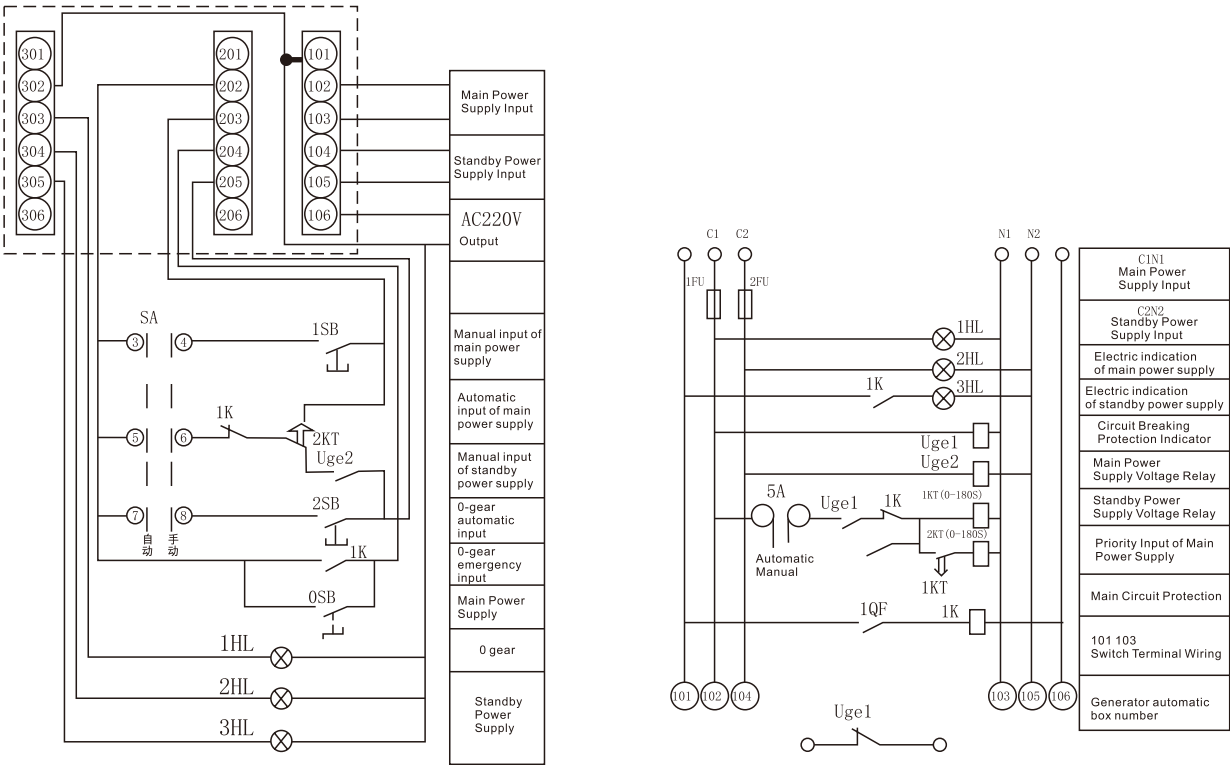 301
302
303
304
305
306
201
202
203
204
205
206
101
102
103
104
105
106
Main Power
Supply Input
Standby Power
Supply Input
AC220V
Output
Manual input of
main power
supply
Automatic
input of main
power supply
Manual input
of standby
power supply
0-gear
automatic
input
0-gear
emergency
input
Main Power
Supply
0 gear
Standby
Power
Supply
SA
3
4
1SB
1K
5
6
2KT
Uge2
7
8
2SB
自动
手动
1K
0SB
1HL
2HL
3HL
C1
C2
N1
N2
1FU
2FU
1HL
2HL
1K
3HL
Uge1
Uge2
5A
Uge1
1K
1KT(0-180S)
2KT(0-180S)
Automatic
Manual
1KT
1QF
1K
101
102
104
103
105
106
Uge1
C1N1
Main Power
Supply Input
C2N2
Standby Power
Supply Input
Electric indication
of main power supply
Electric indication
of standby power supply
Circuit Breaking
Protection Indicator
Main Power
Supply Voltage Relay
Standby Power
Supply Voltage Relay
Priority Input of Main
Power Supply
Main Circuit Protection
101 103
Switch Terminal Wiring
Generator automatic
box number